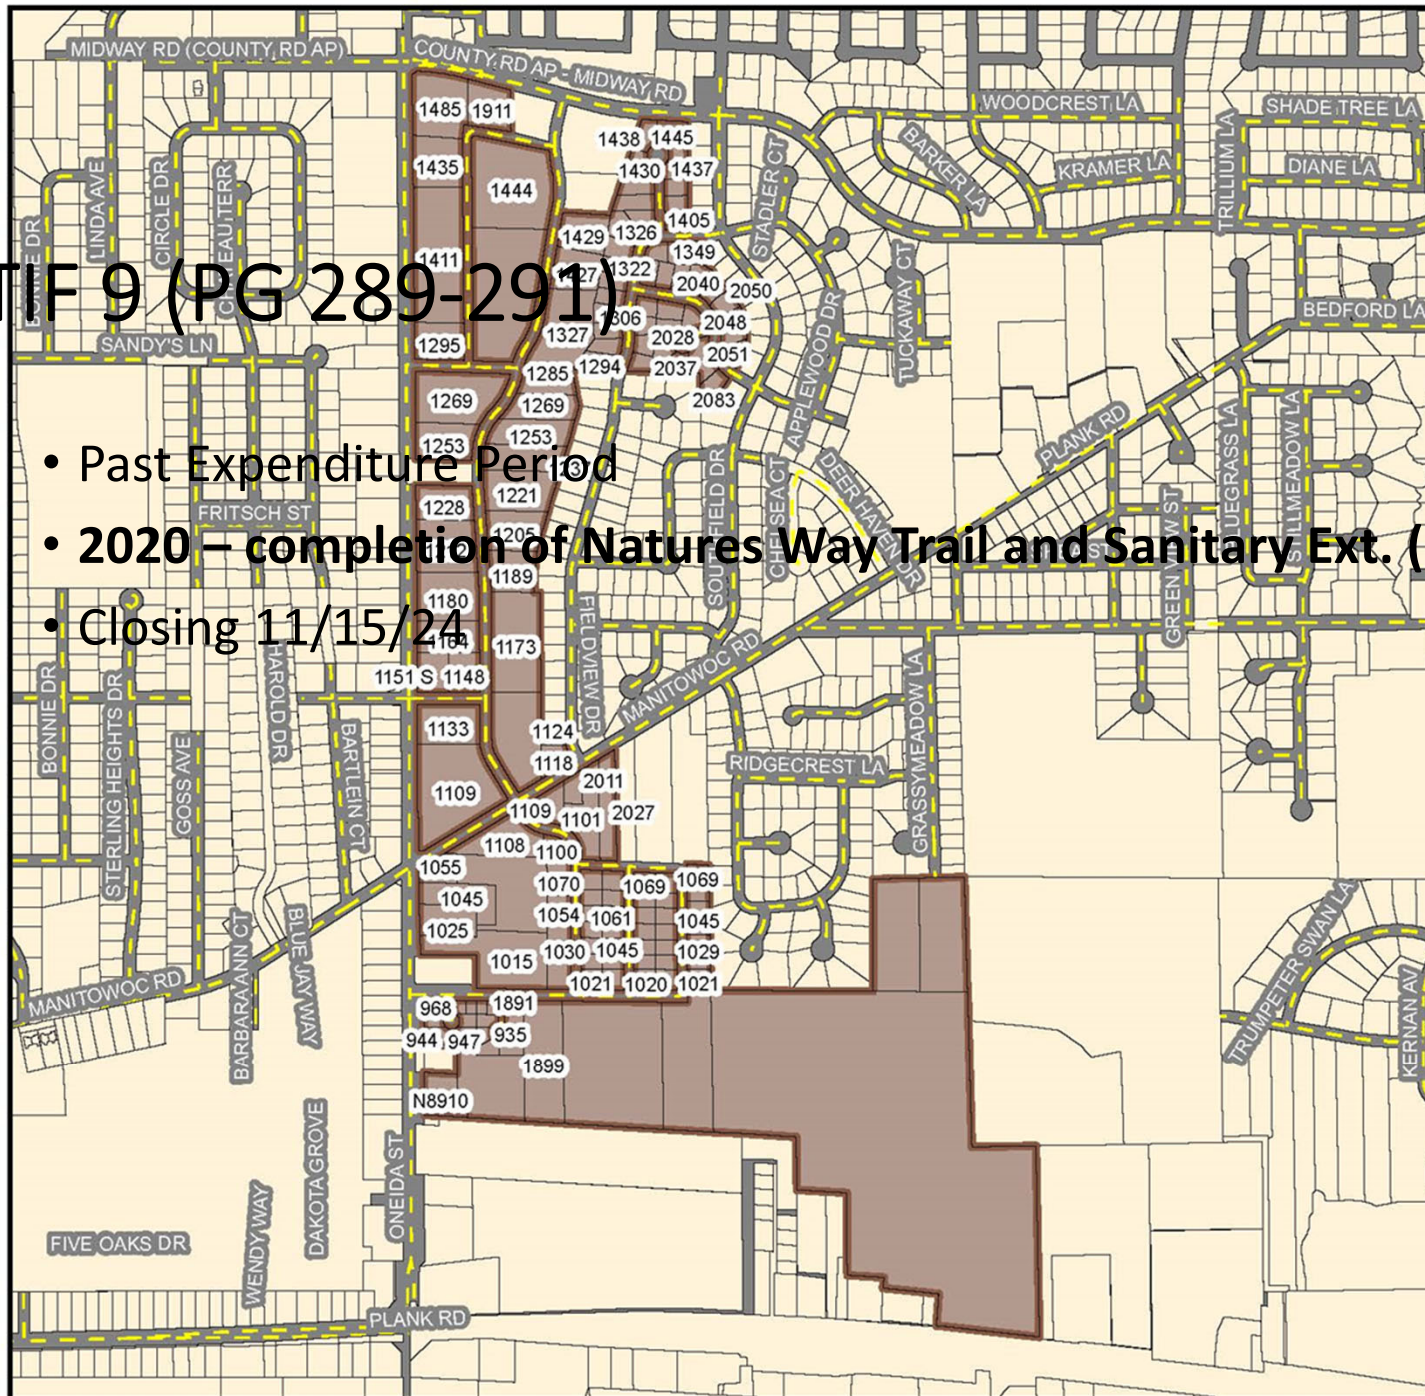 MIDWAY RD (COUNTY RD AP)
COUNTY RD AP - MIDWAY RD
WOODCREST LA
SHADE TREE LA
1485 1911
1438 1445
BARKER LA
KRAMER LA
DIANE LA
TRILLIUM LA
LINDA AVE
CIRCLE DR
STADLER CT
1435
1444
1430 1437
1405
1429 1326
1349
1411
1322
2040 2050
TUCKAWAY CT
TIF 9 (PG 289-291)
BEDFORD LA
SANDY'S LN
1295
1327
2028 2048
APPLEWOOD DR
1285 1294 2037 2051
1269 1269 2083
1253 1253
PLANK RD
• Past Expenditure Period
CHELSEA CT
DEER HAVEN DR
1228 1221
FRITSCH ST
1205
GREENVIEW ST
STILLMEADOW LA
• 2020 – completion of Natures Way Trail and Sanitary Ext. (
1189
1180
• Closing 11/15/24
1164 1173
FIELDVIEW DR
MANITOWOC RD
1151 S 1148
BONNIE DR
STERLING HEIGHTS DR
HAROLD DR
GOSS AVE
BARTLEIN CT
1133 1124
1118
RIDGECREST LA
GRASSYMEADOW LA
2011
1109 1109 1101 2027
1108 1100
1055 1070 1069 1069
1045 1054 1061 1045
1025 1030 1045 1029
1015 1021 1020 1021
BARBARA ANN CT
BLUE JAY WAY
MANITOWOC RD
TRUMPETER SWAN LA
KERNAN AV
968 1891
944 947 935
1899
N8910
DAKOTA GROVE
ONEIDA ST
WENDY WAY
FIVE OAKS DR
PLANK RD